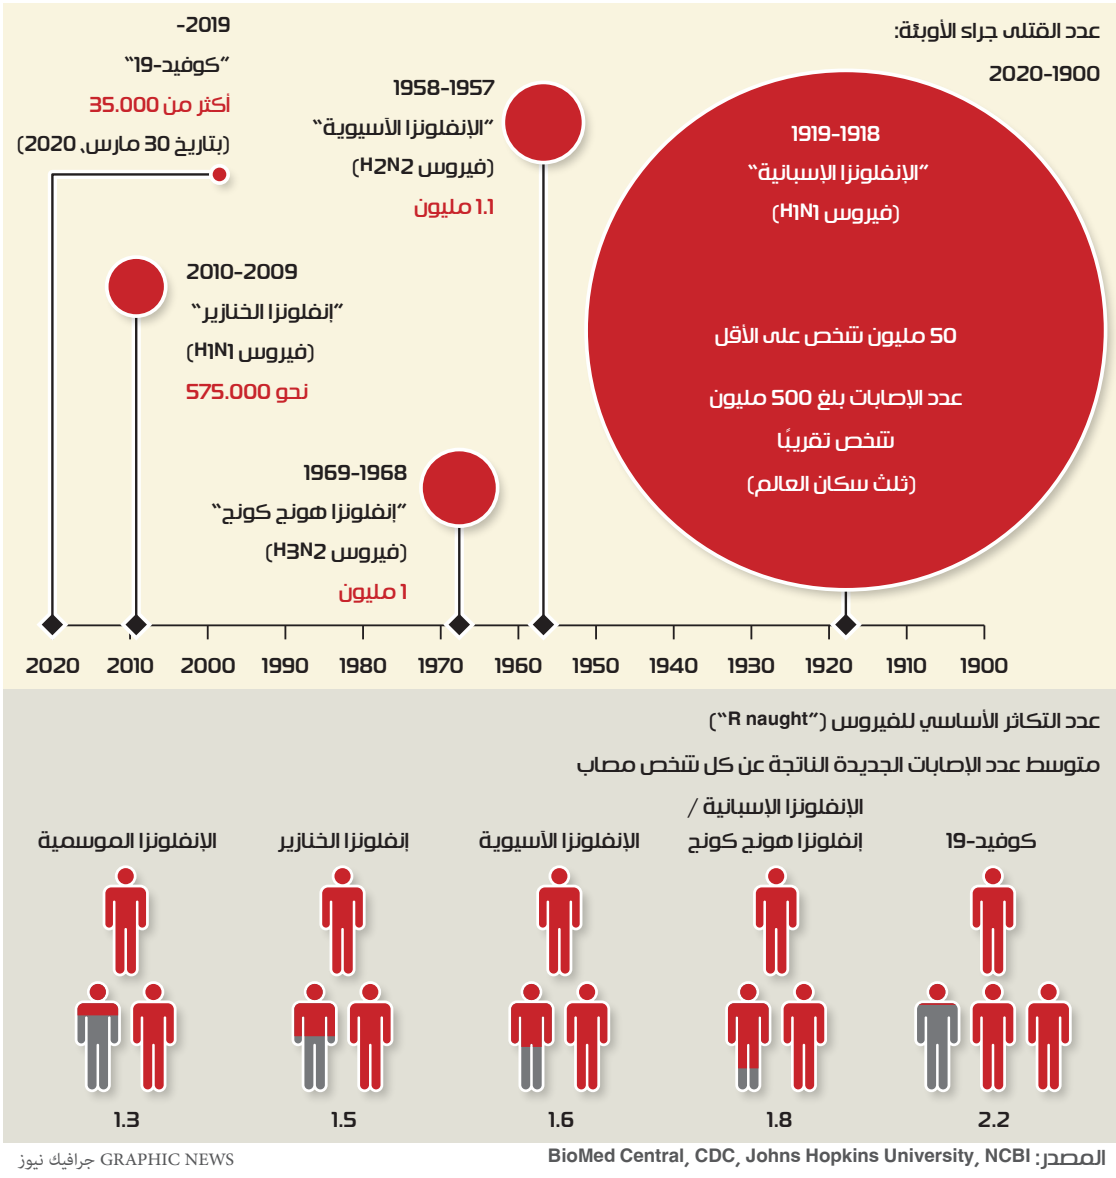 عدد القتلى جراء الأوبئة:
2020-1900
1919-1918
"الإنفلونزا الإسبانية"
(فيروس H1N1)
50 مليون شخص على الأقل
عدد الإصابات بلغ 500 مليون
شخص تقريبًا
(ثلث سكان العالم)
1958-1957
"الإنفلونزا الآسيوية"
(فيروس H2N2)
1.1 مليون
1969-1968
"إنفلونزا هونج كونج"
(فيروس H3N2)
1 مليون
2010-2009
"إنفلونزا الخنازير"
(فيروس H1N1)
نحو 575.000
2019-
"كوفيد-19"
أكثر من 35.000
(بتاريخ 30 مارس، 2020)
1900 1910 1920 1930 1940 1950 1960 1970 1980 1990 2000 2010 2020
عدد التكاثر الأساسي للفيروس ("R naught")
متوسط عدد الإصابات الجديدة الناتجة عن كل شخص مصاب
كوفيد-19
الإنفلونزا الإسبانية /
إنفلونزا هونج كونج
الإنفلونزا الآسيوية
إنفلونزا الخنازير
الإنفلونزا الموسمية
2.2
1.8
1.6
1.5
1.3
المصدر: BioMed Central, CDC, Johns Hopkins University, NCBI
GRAPHIC NEWS جرافيك نيوز